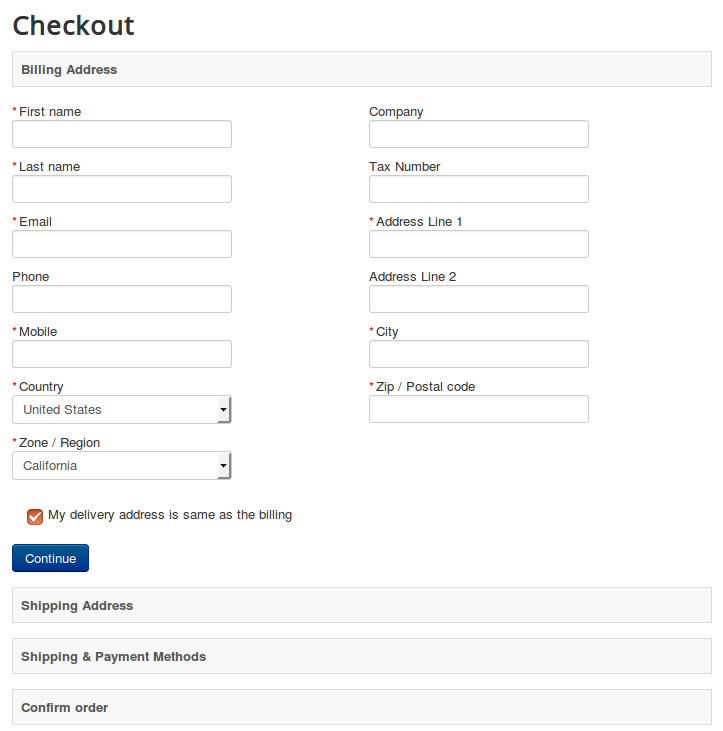 Checkout
Billing Address
* First name
Company
* Last name
Tax Number
* Email
* Address Line 1
Phone
Address Line 2
* Mobile
* City
* Country
* Zip / Postal code
United States
* Zone / Region
California
My delivery address is same as the billing
Continue
Shipping Address
Shipping & Payment Methods
Confirm order